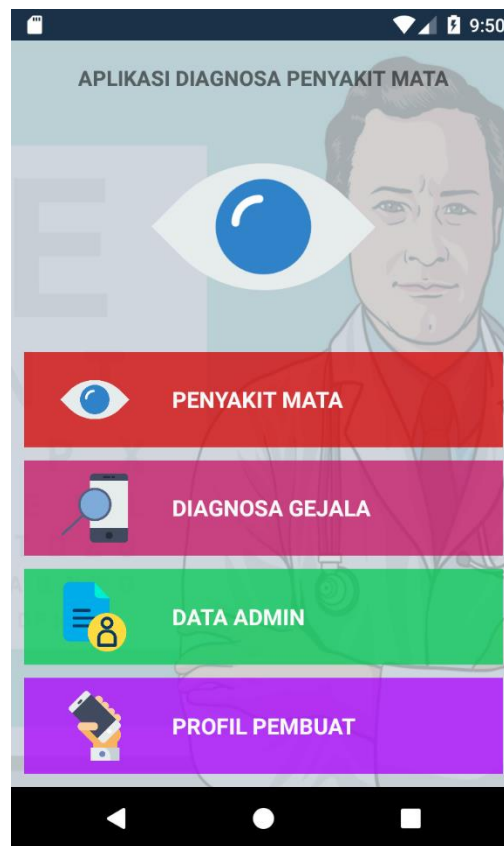 9:50
APLIKASI DIAGNOSA PENYAKIT MATA
E
PENYAKIT MATA
DIAGNOSA GEJALA
DATA ADMIN
PROFIL PEMBUAT